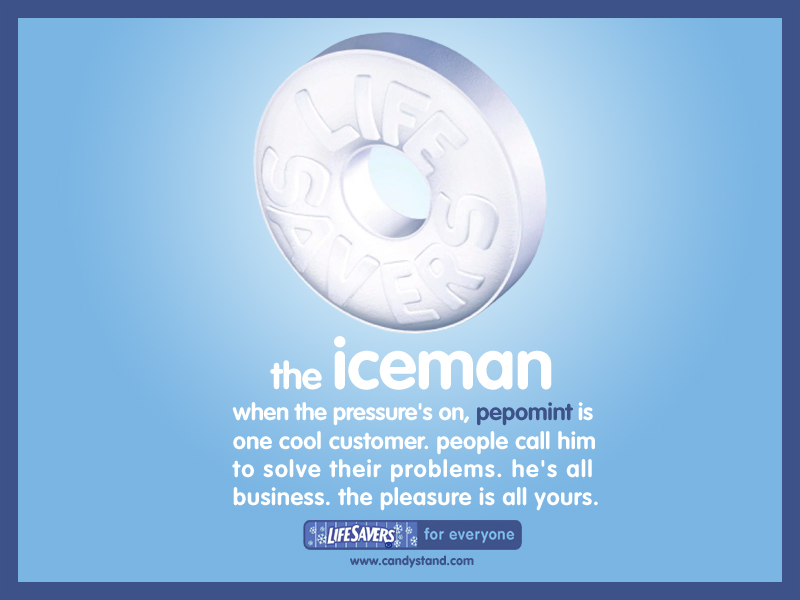 LIFE SAVERS
the iceman
when the pressure's on, pepomint is
one cool customer. people call him
to solve their problems. he's all
business. the pleasure is all yours.
LIFESAVERS for everyone
www.candystand.com